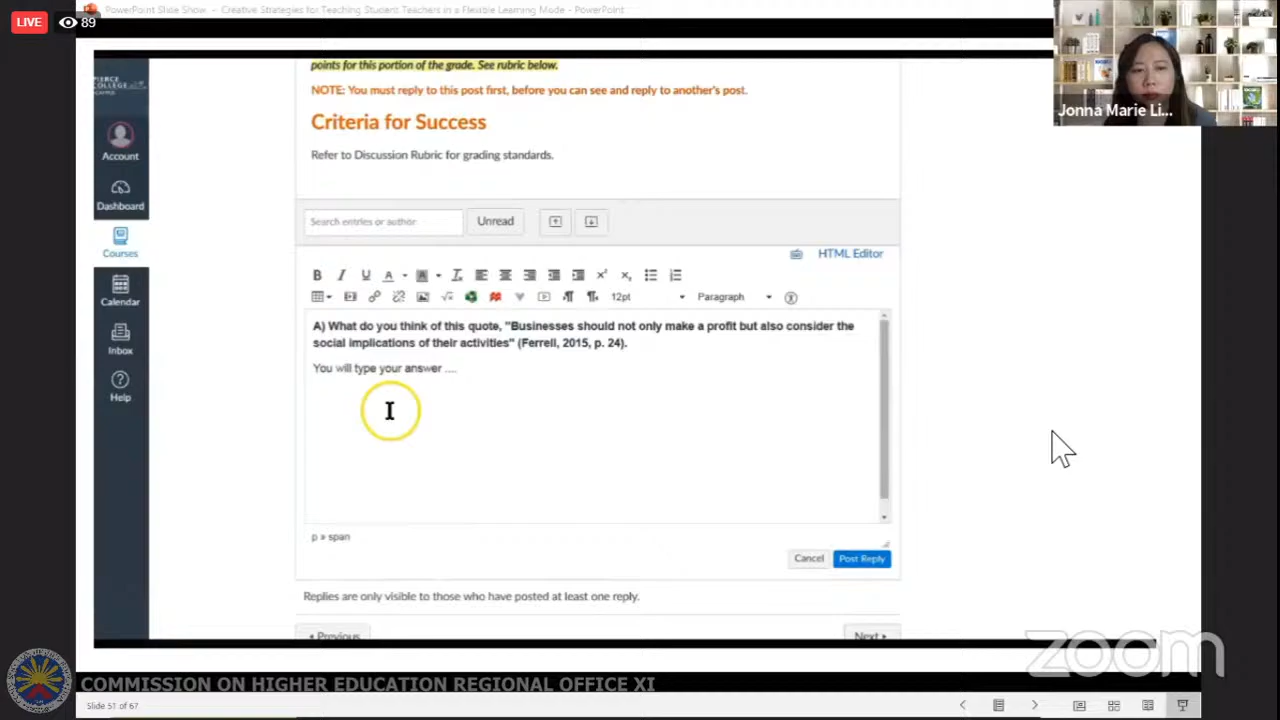 PowerPoint Slide Show - Creative Strategies for Teaching Student Teachers in a Flexible Learning Mode - PowerPoint
LIVE 89
PIERCE
COLLEGE
points for this portion of the grade. See rubric below.
NOTE: You must reply to this post first, before you can see and reply to another's post.
Criteria for Success
Refer to Discussion Rubric for grading standards.
Jonna Marie Li...
Account
Dashboard
Courses
Calendar
Inbox
Help
Search entries or author
Unread
HTML Editor
12pt
Paragraph
A) What do you think of this quote, "Businesses should not only make a profit but also consider the
social implications of their activities" (Ferrell, 2015, p. 24).
You will type your answer ....
p » span
Cancel
Post Reply
Replies are only visible to those who have posted at least one reply.
Previous
Next
zoom
COMMISSION ON HIGHER EDUCATION REGIONAL OFFICE XI
Slide 51 of 67